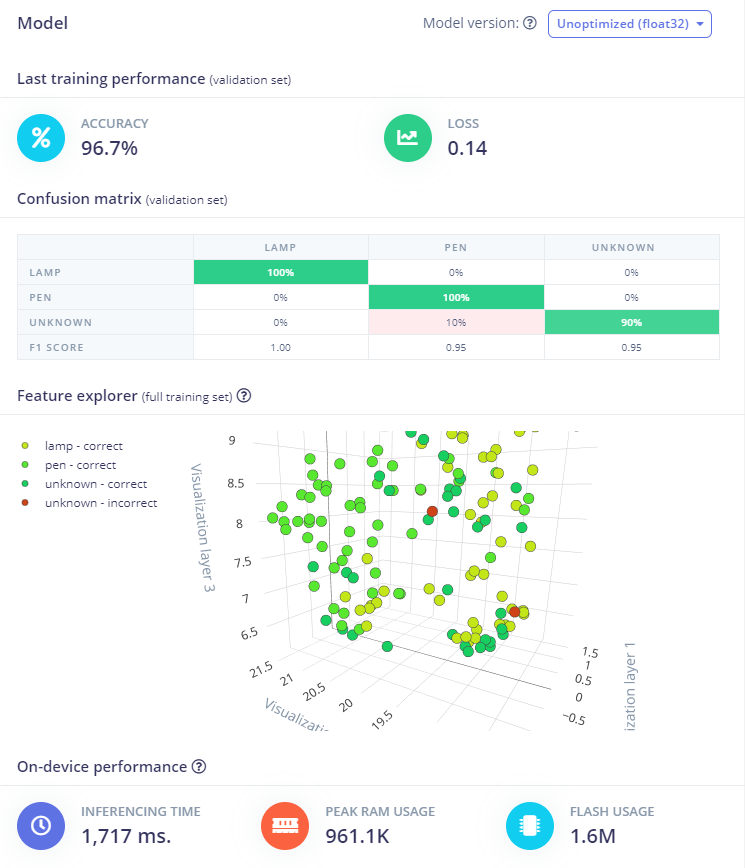 Model
Model version: Unoptimized (float32)
Last training performance (validation set)
% ACCURACY
96.7%
LOSS
0.14
Confusion matrix (validation set)
LAMP PEN UNKNOWN
LAMP 100% 0% 0%
PEN 0% 100% 0%
UNKNOWN 0% 10% 90%
F1 SCORE 1.00 0.95 0.95
Feature explorer (full training set) ?
lamp - correct
pen - correct
unknown - correct
unknown - incorrect
9
8.5
8
7.5
7
6.5
Visualization layer 3
21.5
21
20.5
20
19.5
Visualizati
1.5
1
0.5
0
−0.5
ization layer 1
On-device performance ?
INFERENCING TIME
1,717 ms.
PEAK RAM USAGE
961.1K
FLASH USAGE
1.6M